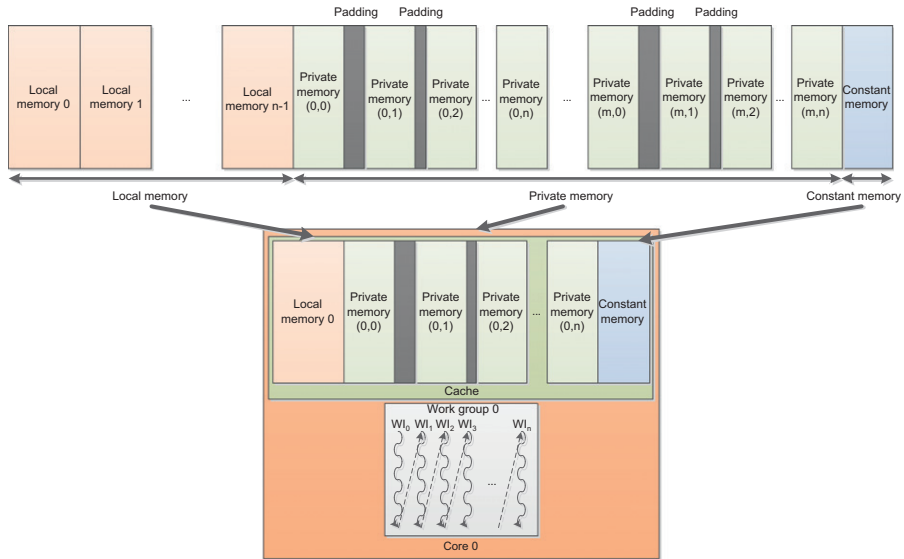 Padding Padding Padding Padding
Local memory 0
Local memory 1
...
Local memory n-1
Private memory (0,0)
Private memory (0,1)
Private memory (0,2)
...
Private memory (0,n)
...
Private memory (m,0)
Private memory (m,1)
Private memory (m,2)
...
Private memory (m,n)
Constant memory
Local memory Private memory Constant memory
Local memory 0
Private memory (0,0)
Private memory (0,1)
Private memory (0,2)
...
Private memory (0,n)
Constant memory
Cache
Work group 0
WI0 WI1 WI2 WI3 WIn
...
Core 0